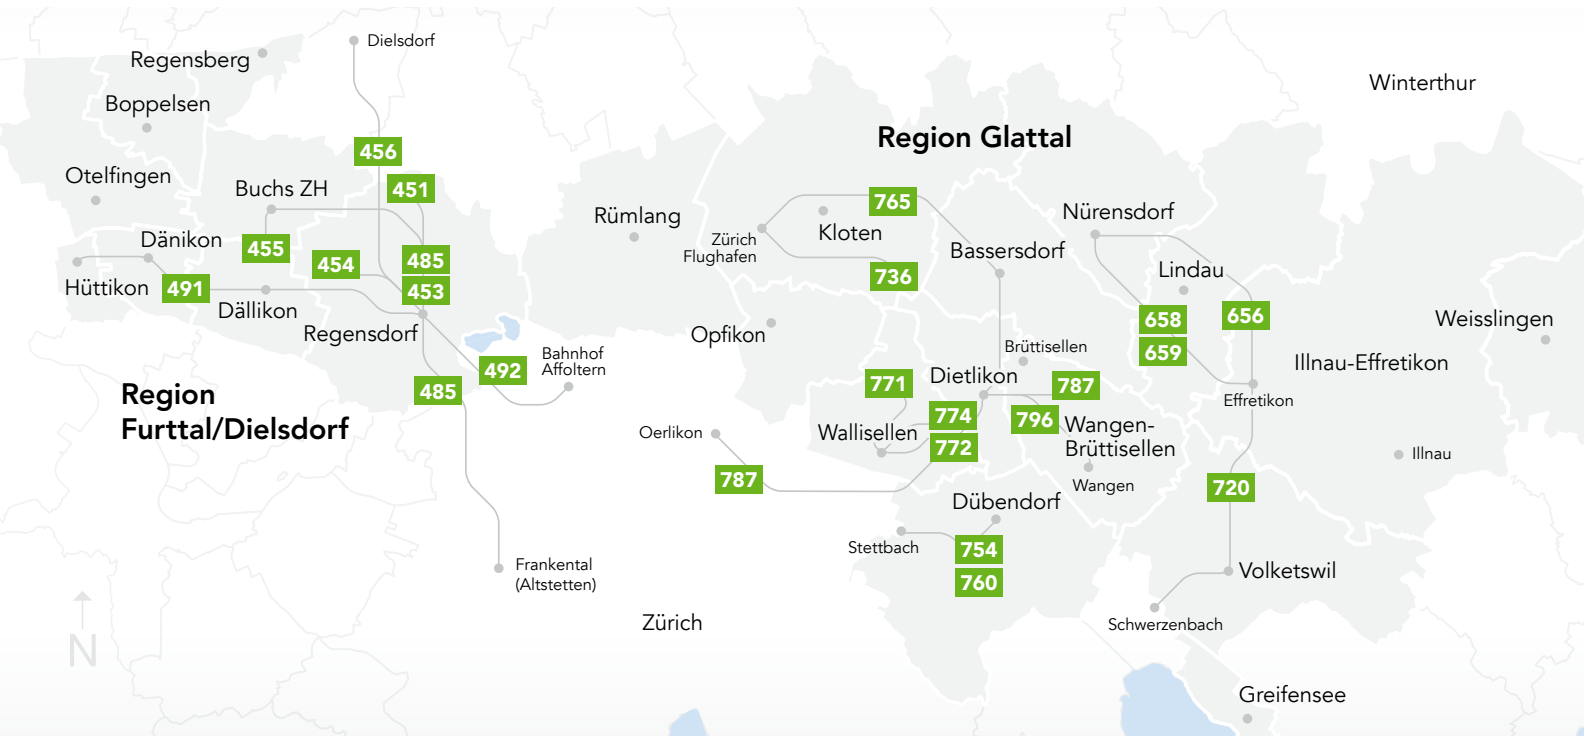 Dielsdorf
Regensberg
Boppelsen
Otelfingen
456
451
Buchs ZH
Dänikon
455
454
485
453
Hüttikon
491
Dällikon
Regensdorf
492
Bahnhof
Affoltern
485
Region
Furttal/Dielsdorf
Frankental
(Altstetten)
N
Winterthur
Region Glattal
Rümlang
765
Kloten
Zürich
Flughafen
736
Bassersdorf
Nürensdorf
Lindau
658
659
656
Weisslingen
Opfikon
Brüttisellen
Illnau-Effretikon
771
Dietlikon
787
Effretikon
774
796
Wangen-
Brüttisellen
Wallisellen
772
Oerlikon
787
Wangen
Illnau
720
Dübendorf
Stettbach
754
760
Volketswil
Zürich
Schwerzenbach
Greifensee